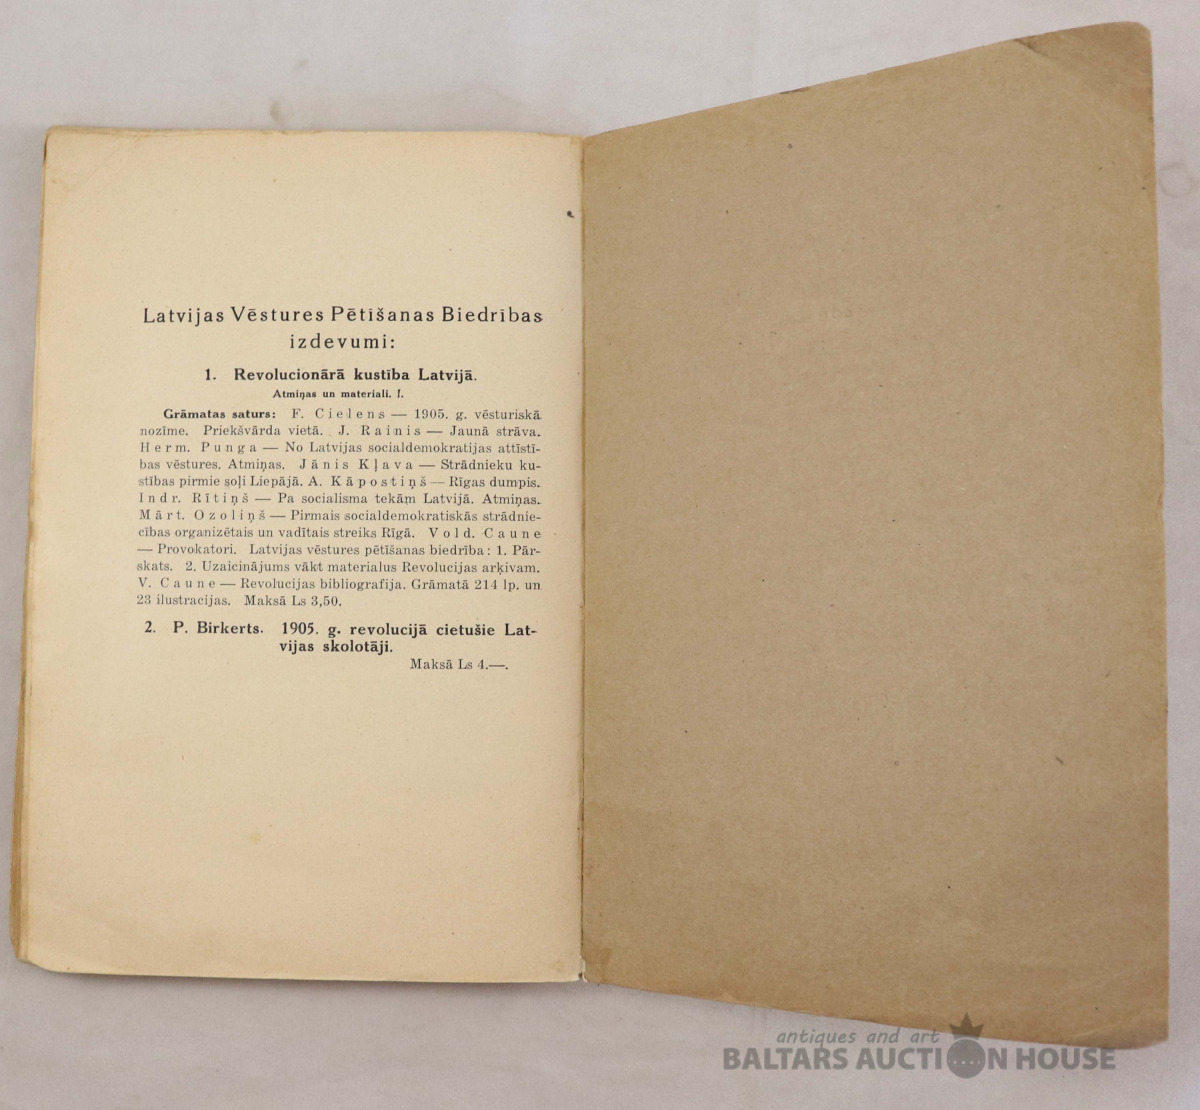 Latvijas Vēstures Pētīšanas Biedrības
izdevumi:
1. Revolucionārā kustība Latvijā.
Atmiņas un materiali. I.
Grāmatas saturs: F. Cielens — 1905. g. vēsturiskā
nozīme. Priekšvārda vietā. J. Rainis — Jaunā strāva.
Herm. Punga — No Latvijas socialdemokratijas attīstī-
bas vēstures. Atmiņas. Jānis Kļava — Strādnieku ku-
stības pirmie soļi Liepājā. A. Kāpostiņš — Rīgas dumpis.
Indr. Rītiņš — Pa socialisma tekām Latvijā. Atmiņas.
Mārt. Ozoliņš — Pirmais socialdemokratiskās strādnie-
cības organizētais un vadītais streiks Rīgā. Vold. Caune
— Provokatori. Latvijas vēstures pētīšanas biedrība: 1. Pār-
skats. 2. Uzaicinājums vākt materialus Revolucijas arķivam.
V. Caune — Revolucijas bibliografija. Grāmatā 214 lp. un
23 ilustracijas. Maksā Ls 3,50.
2. P. Birkerts. 1905. g. revolucijā cietušie Lat-
vijas skolotāji.
Maksā Ls 4.—.
antiques and art
BALTARS AUCTION HOUSE